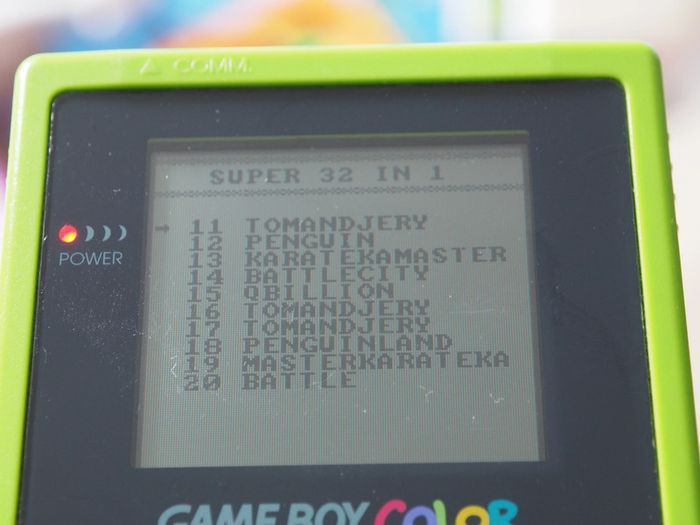 COMM.
SUPER 32 IN 1
11 TOMANDJERY
12 PENGUIN
13 KARATEKAMASTER
14 BATTLECITY
15 QBILLION
16 TOMANDJERY
17 TOMANDJERY
18 PENGUINLAND
19 MASTERKARATEKA
20 BATTLE
POWER
GAME BOY COLOR